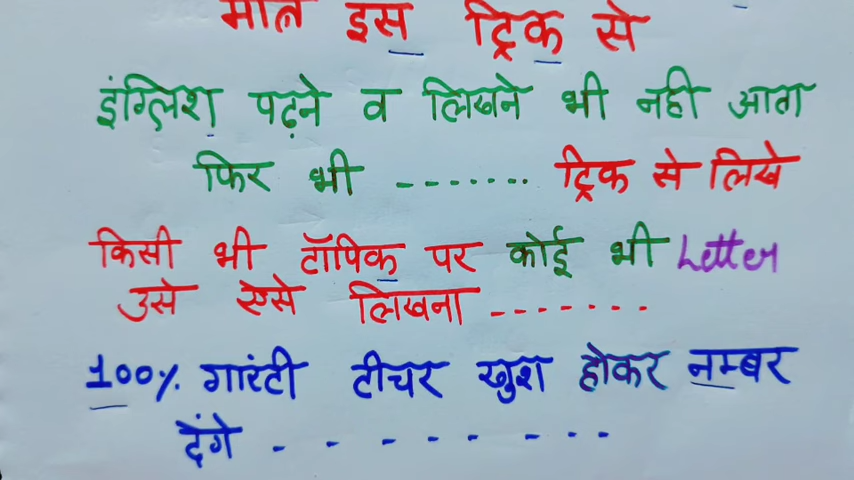 मात्र इस ट्रिक से
इंग्लिश पढ़ने व लिखने भी नही आता
फिर भी ------- ट्रिक से लिखे
किसी भी टॉपिक पर कोई भी Letter
उसे ऐसे लिखना -------
100% गारंटी टीचर खुश होकर नम्बर
देंगे - - - - - - - - -